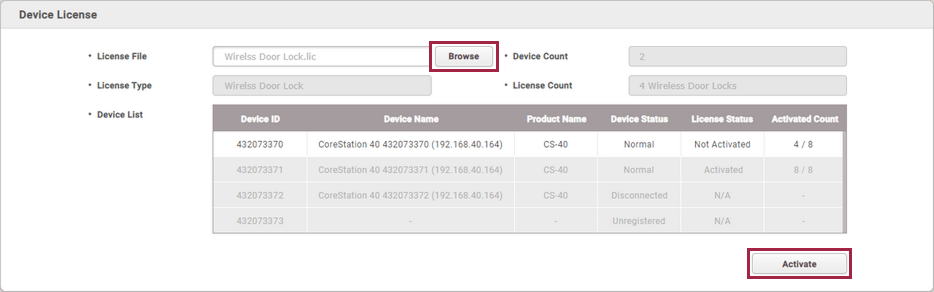 Device License
• License File Wirelss Door Lock.lic Browse • Device Count 2
• License Type Wirelss Door Lock • License Count 4 Wireless Door Locks
• Device List
Device ID Device Name Product Name Device Status License Status Activated Count
432073370 CoreStation 40 432073370 (192.168.40.164) CS-40 Normal Not Activated 4 / 8
432073371 CoreStation 40 432073371 (192.168.40.164) CS-40 Normal Activated 8 / 8
432073372 CoreStation 40 432073372 (192.168.40.164) CS-40 Disconnected N/A -
432073373 - - Unregistered N/A -
Activate